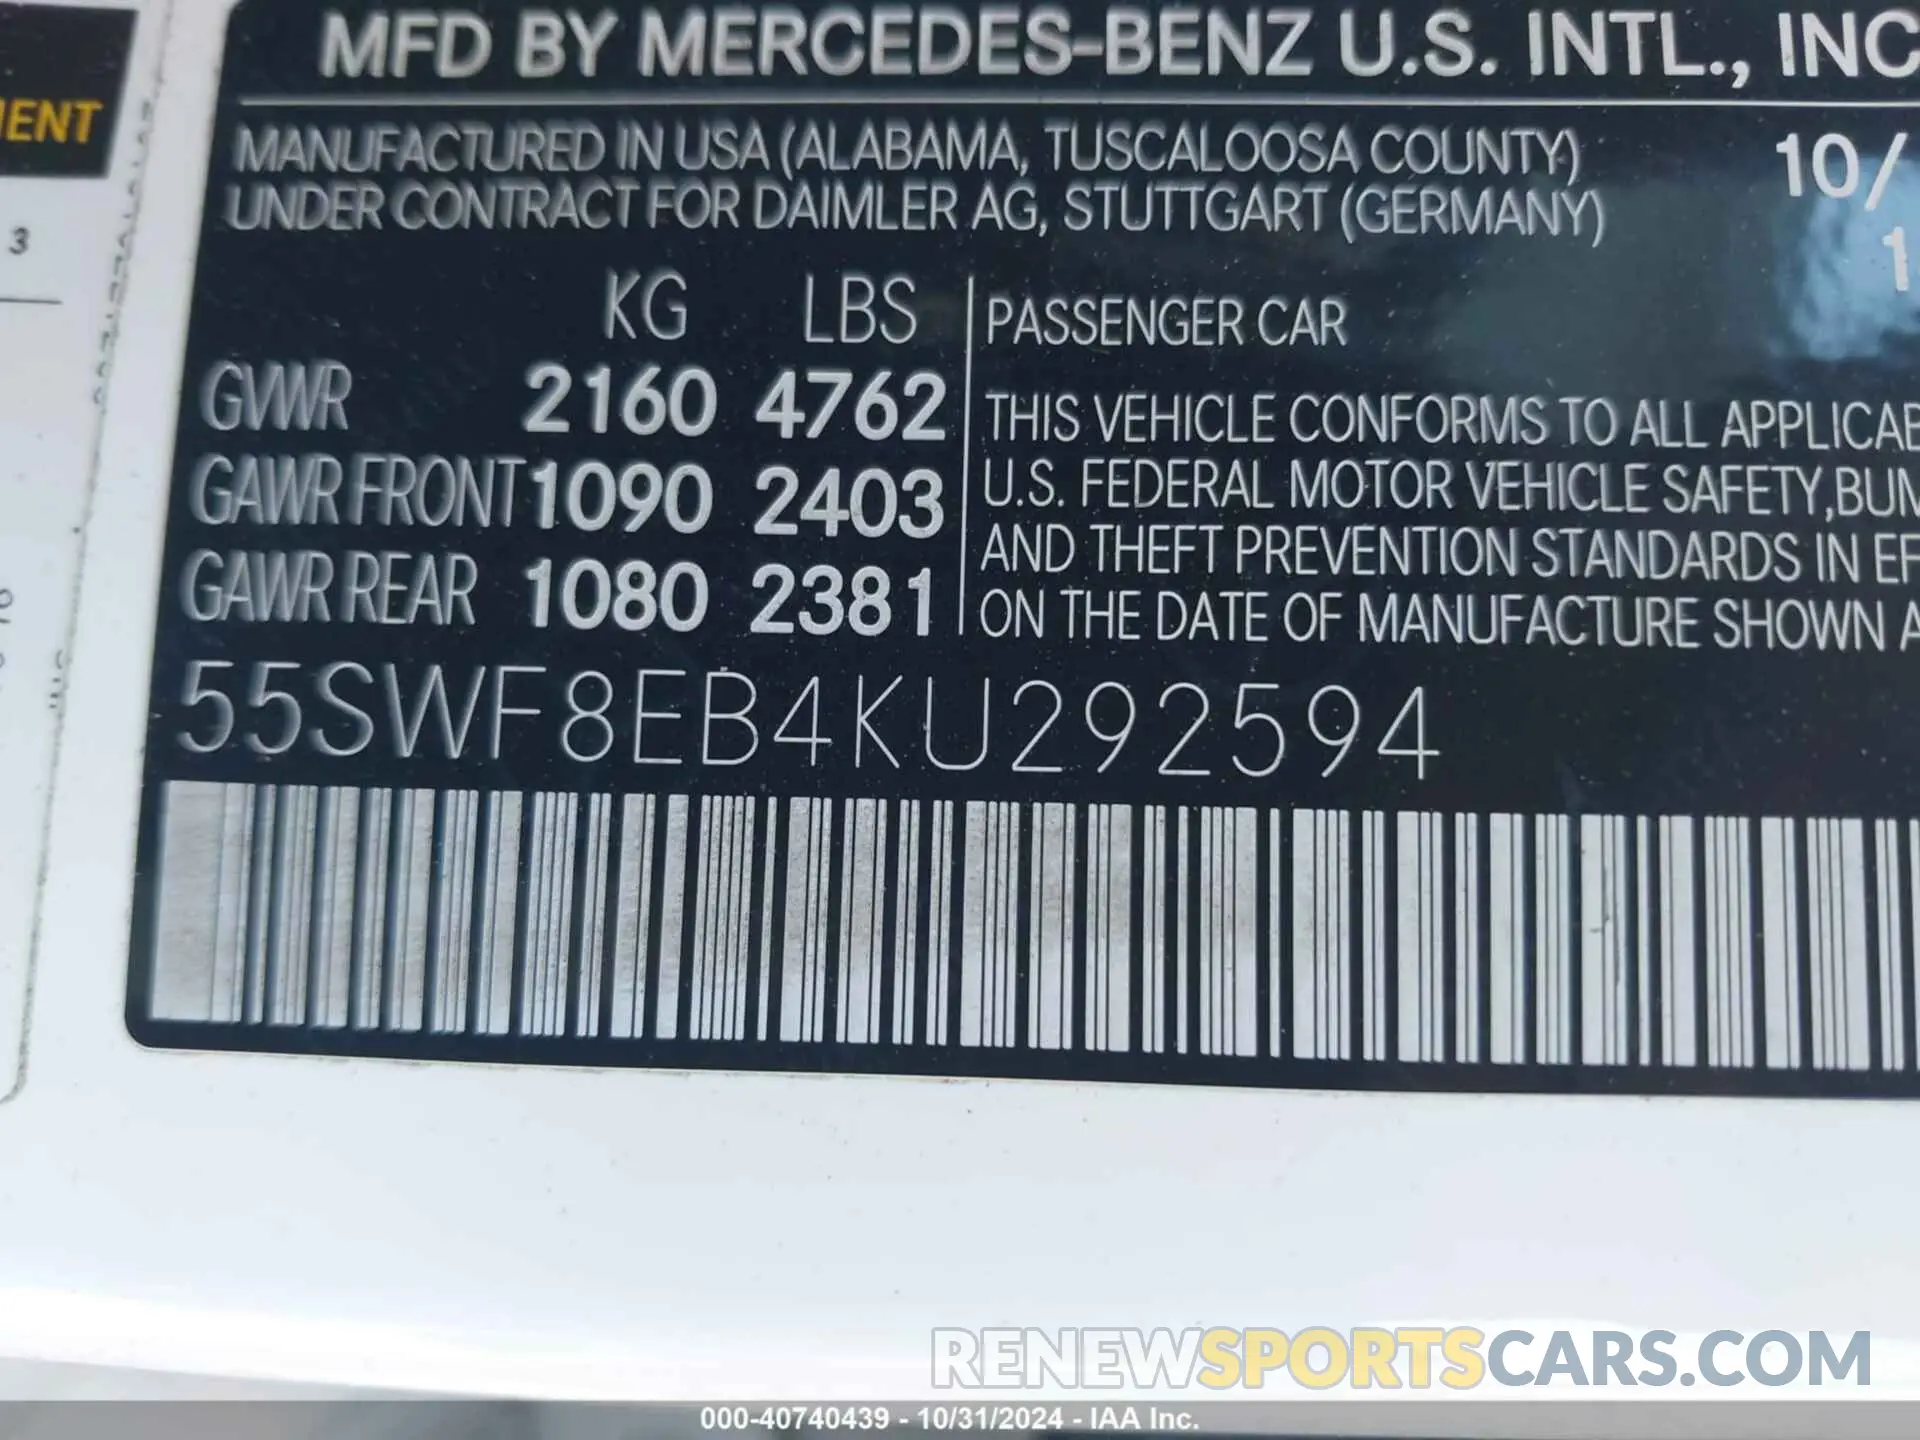 MFD BY MERCEDES-BENZ U.S. INTL., INC
MANUFACTURED IN USA (ALABAMA, TUSCALOOSA COUNTY)
10/
UNDER CONTRACT FOR DAIMLER AG, STUTTGART (GERMANY)
1
KG LBS
GVWR 2160 4762
GAWR FRONT 1090 2403
GAWR REAR 1080 2381
PASSENGER CAR
THIS VEHICLE CONFORMS TO ALL APPLICAB
U.S. FEDERAL MOTOR VEHICLE SAFETY, BUM
AND THEFT PREVENTION STANDARDS IN EF
ON THE DATE OF MANUFACTURE SHOWN A
55SWF8EB4KU292594
MENT
3
RENEWSPORTSCARS.COM
000-40740439 - 10/31/2024 - IAA Inc.